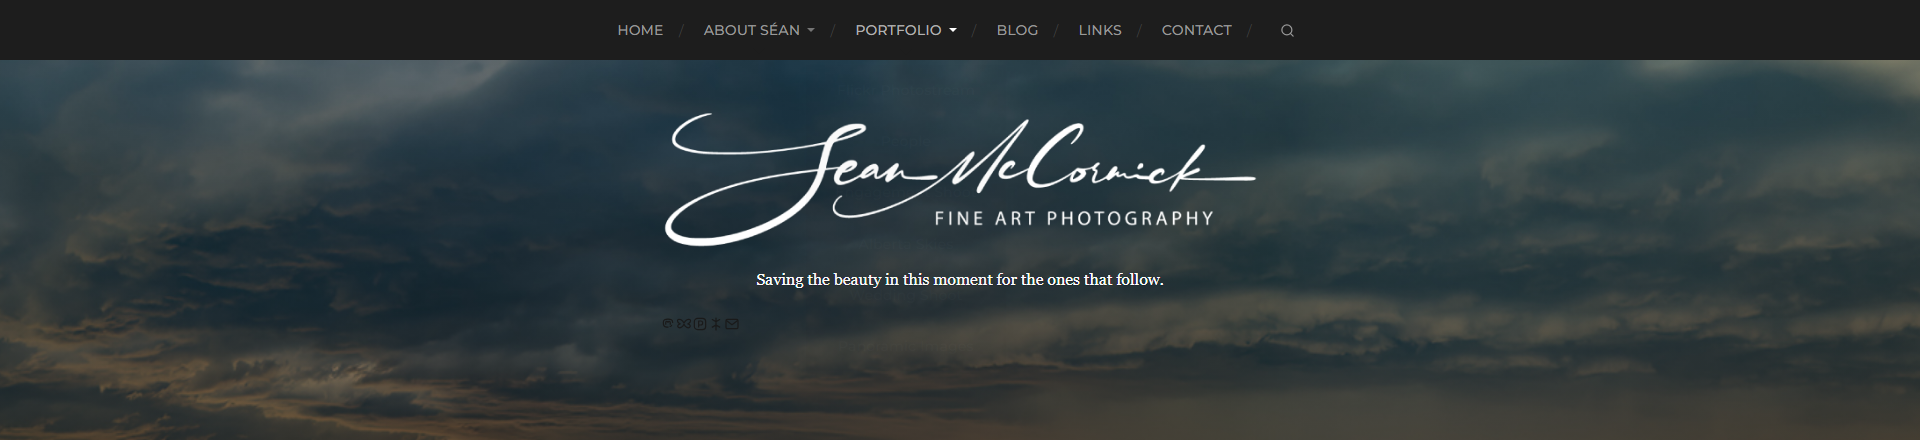 HOME / ABOUT SÉAN / PORTFOLIO / BLOG / LINKS / CONTACT /
Sean McCormick
FINE ART PHOTOGRAPHY
Saving the beauty in this moment for the ones that follow.